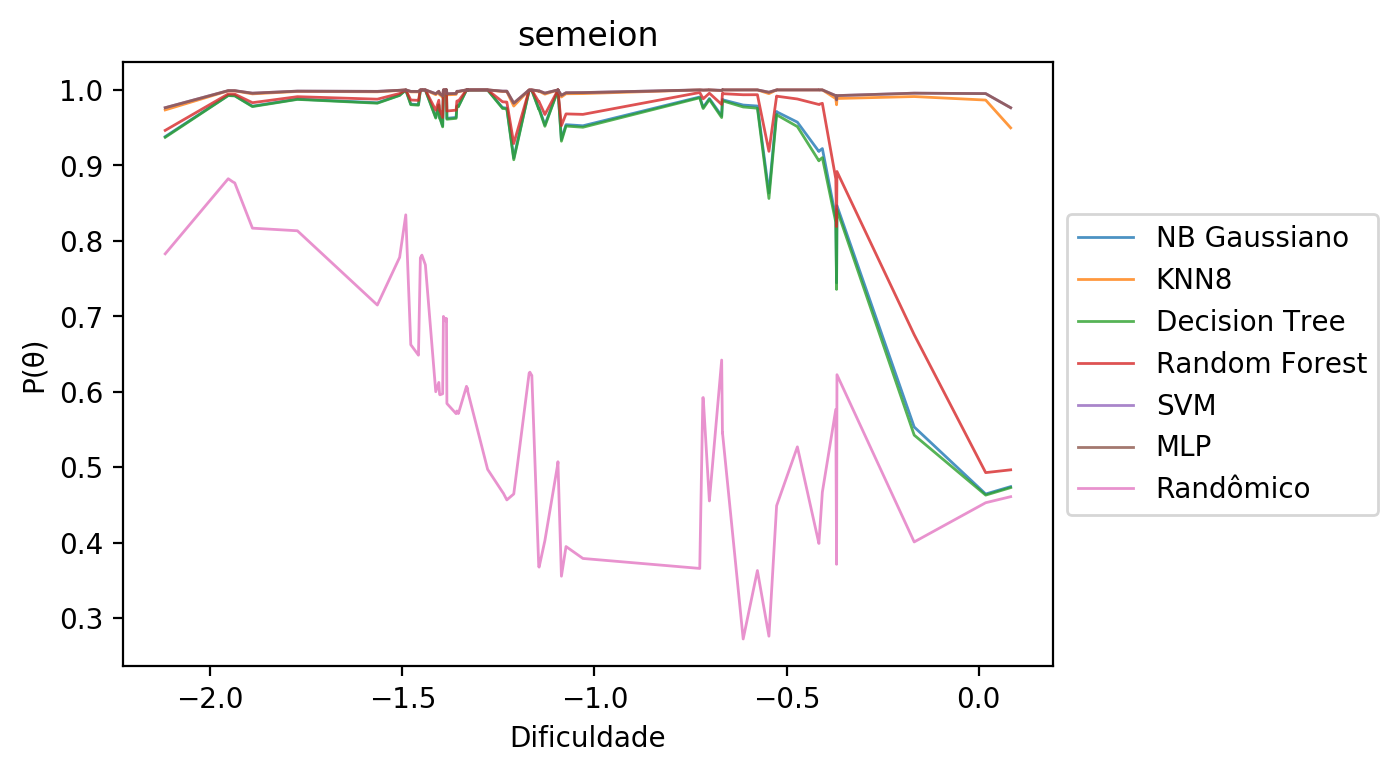 semeion
1.0
0.9
0.8
0.7
0.6
0.5
0.4
0.3
P(θ)
−2.0
−1.5
−1.0
−0.5
0.0
Dificuldade
NB Gaussiano
KNN8
Decision Tree
Random Forest
SVM
MLP
Randômico